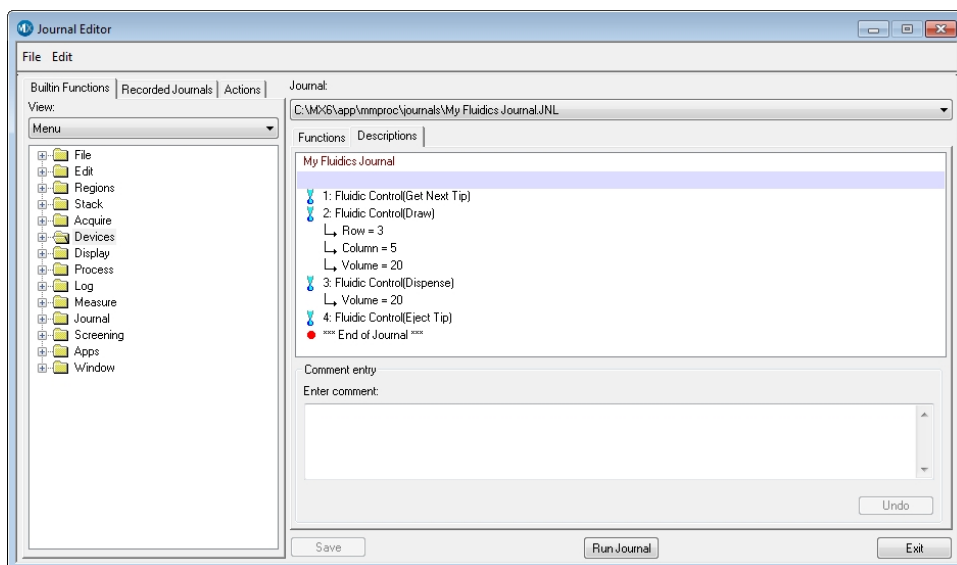 MX Journal Editor
File Edit
Builtin Functions Recorded Journals Actions
View:
Menu
File
Edit
Regions
Stack
Acquire
Devices
Display
Process
Log
Measure
Journal
Screening
Apps
Window
Journal:
C:\MX6\app\mmproc\journals\My Fluidics Journal.JNL
Functions Descriptions
My Fluidics Journal
1: Fluidic Control(Get Next Tip)
2: Fluidic Control(Draw)
Row = 3
Column = 5
Volume = 20
3: Fluidic Control(Dispense)
Volume = 20
4: Fluidic Control(Eject Tip)
*** End of Journal ***
Comment entry
Enter comment:
Undo
Save Run Journal Exit